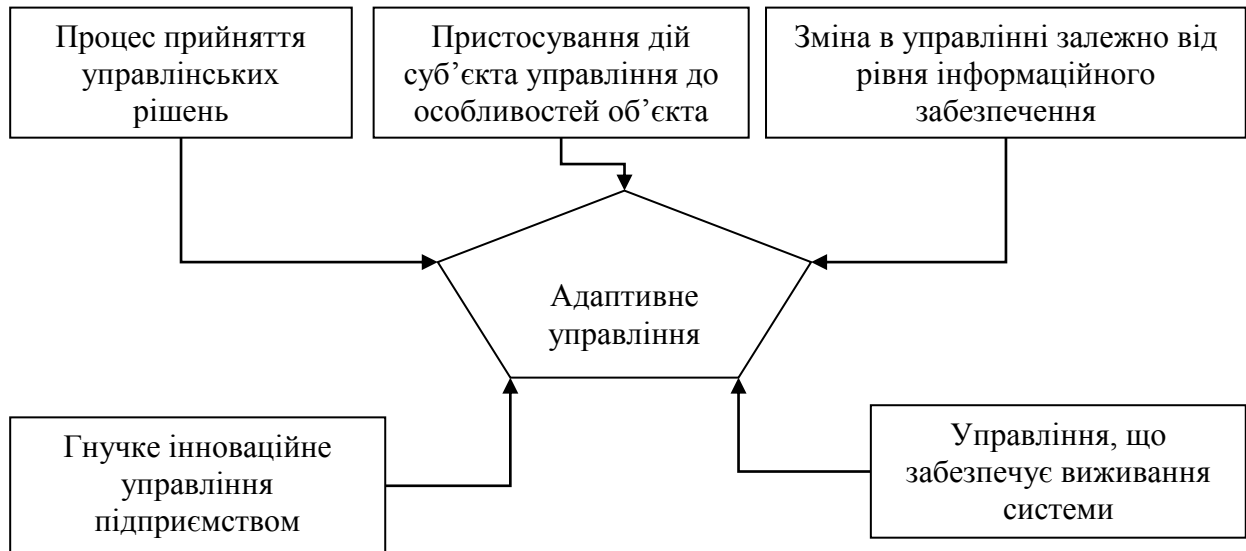 Процес прийняття
управлінських
рішень
Пристосування дій
суб’єкта управління до
особливостей об’єкта
Зміна в управлінні залежно від
рівня інформаційного
забезпечення
Адаптивне
управління
Гнучке інноваційне
управління
підприємством
Управління, що
забезпечує виживання
системи